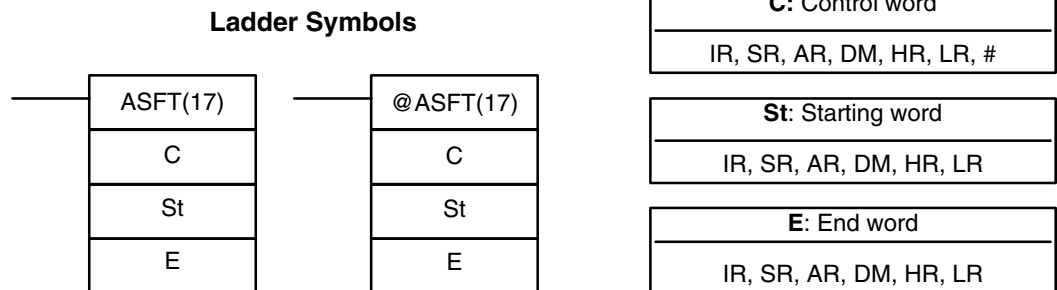 Ladder Symbols
ASFT(17)
C
St
E
@ASFT(17)
C
St
E
C: Control word
IR, SR, AR, DM, HR, LR, #
St: Starting word
IR, SR, AR, DM, HR, LR
E: End word
IR, SR, AR, DM, HR, LR